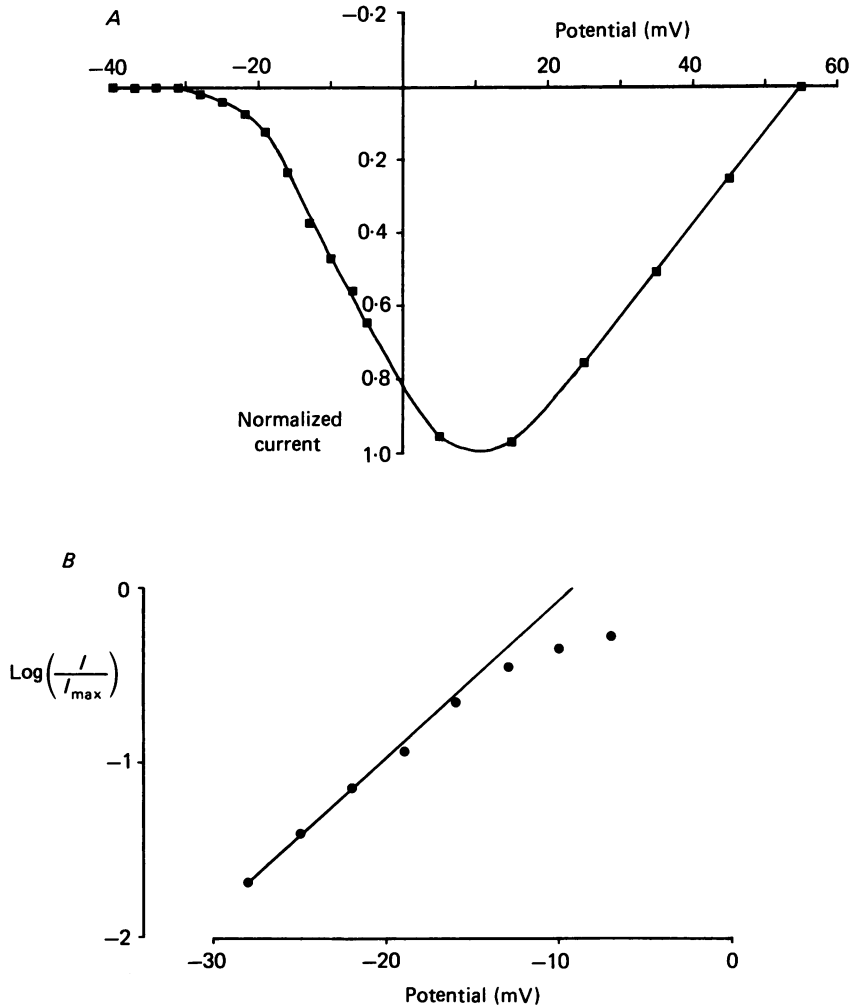 A
−0·2
Potential (mV)
−40 −20 20 40 60
0·2
0·4
0·6
0·8
1·0
Normalized
current
B
0
Log(I/Imax)
−1
−2
−30 −20 −10 0
Potential (mV)